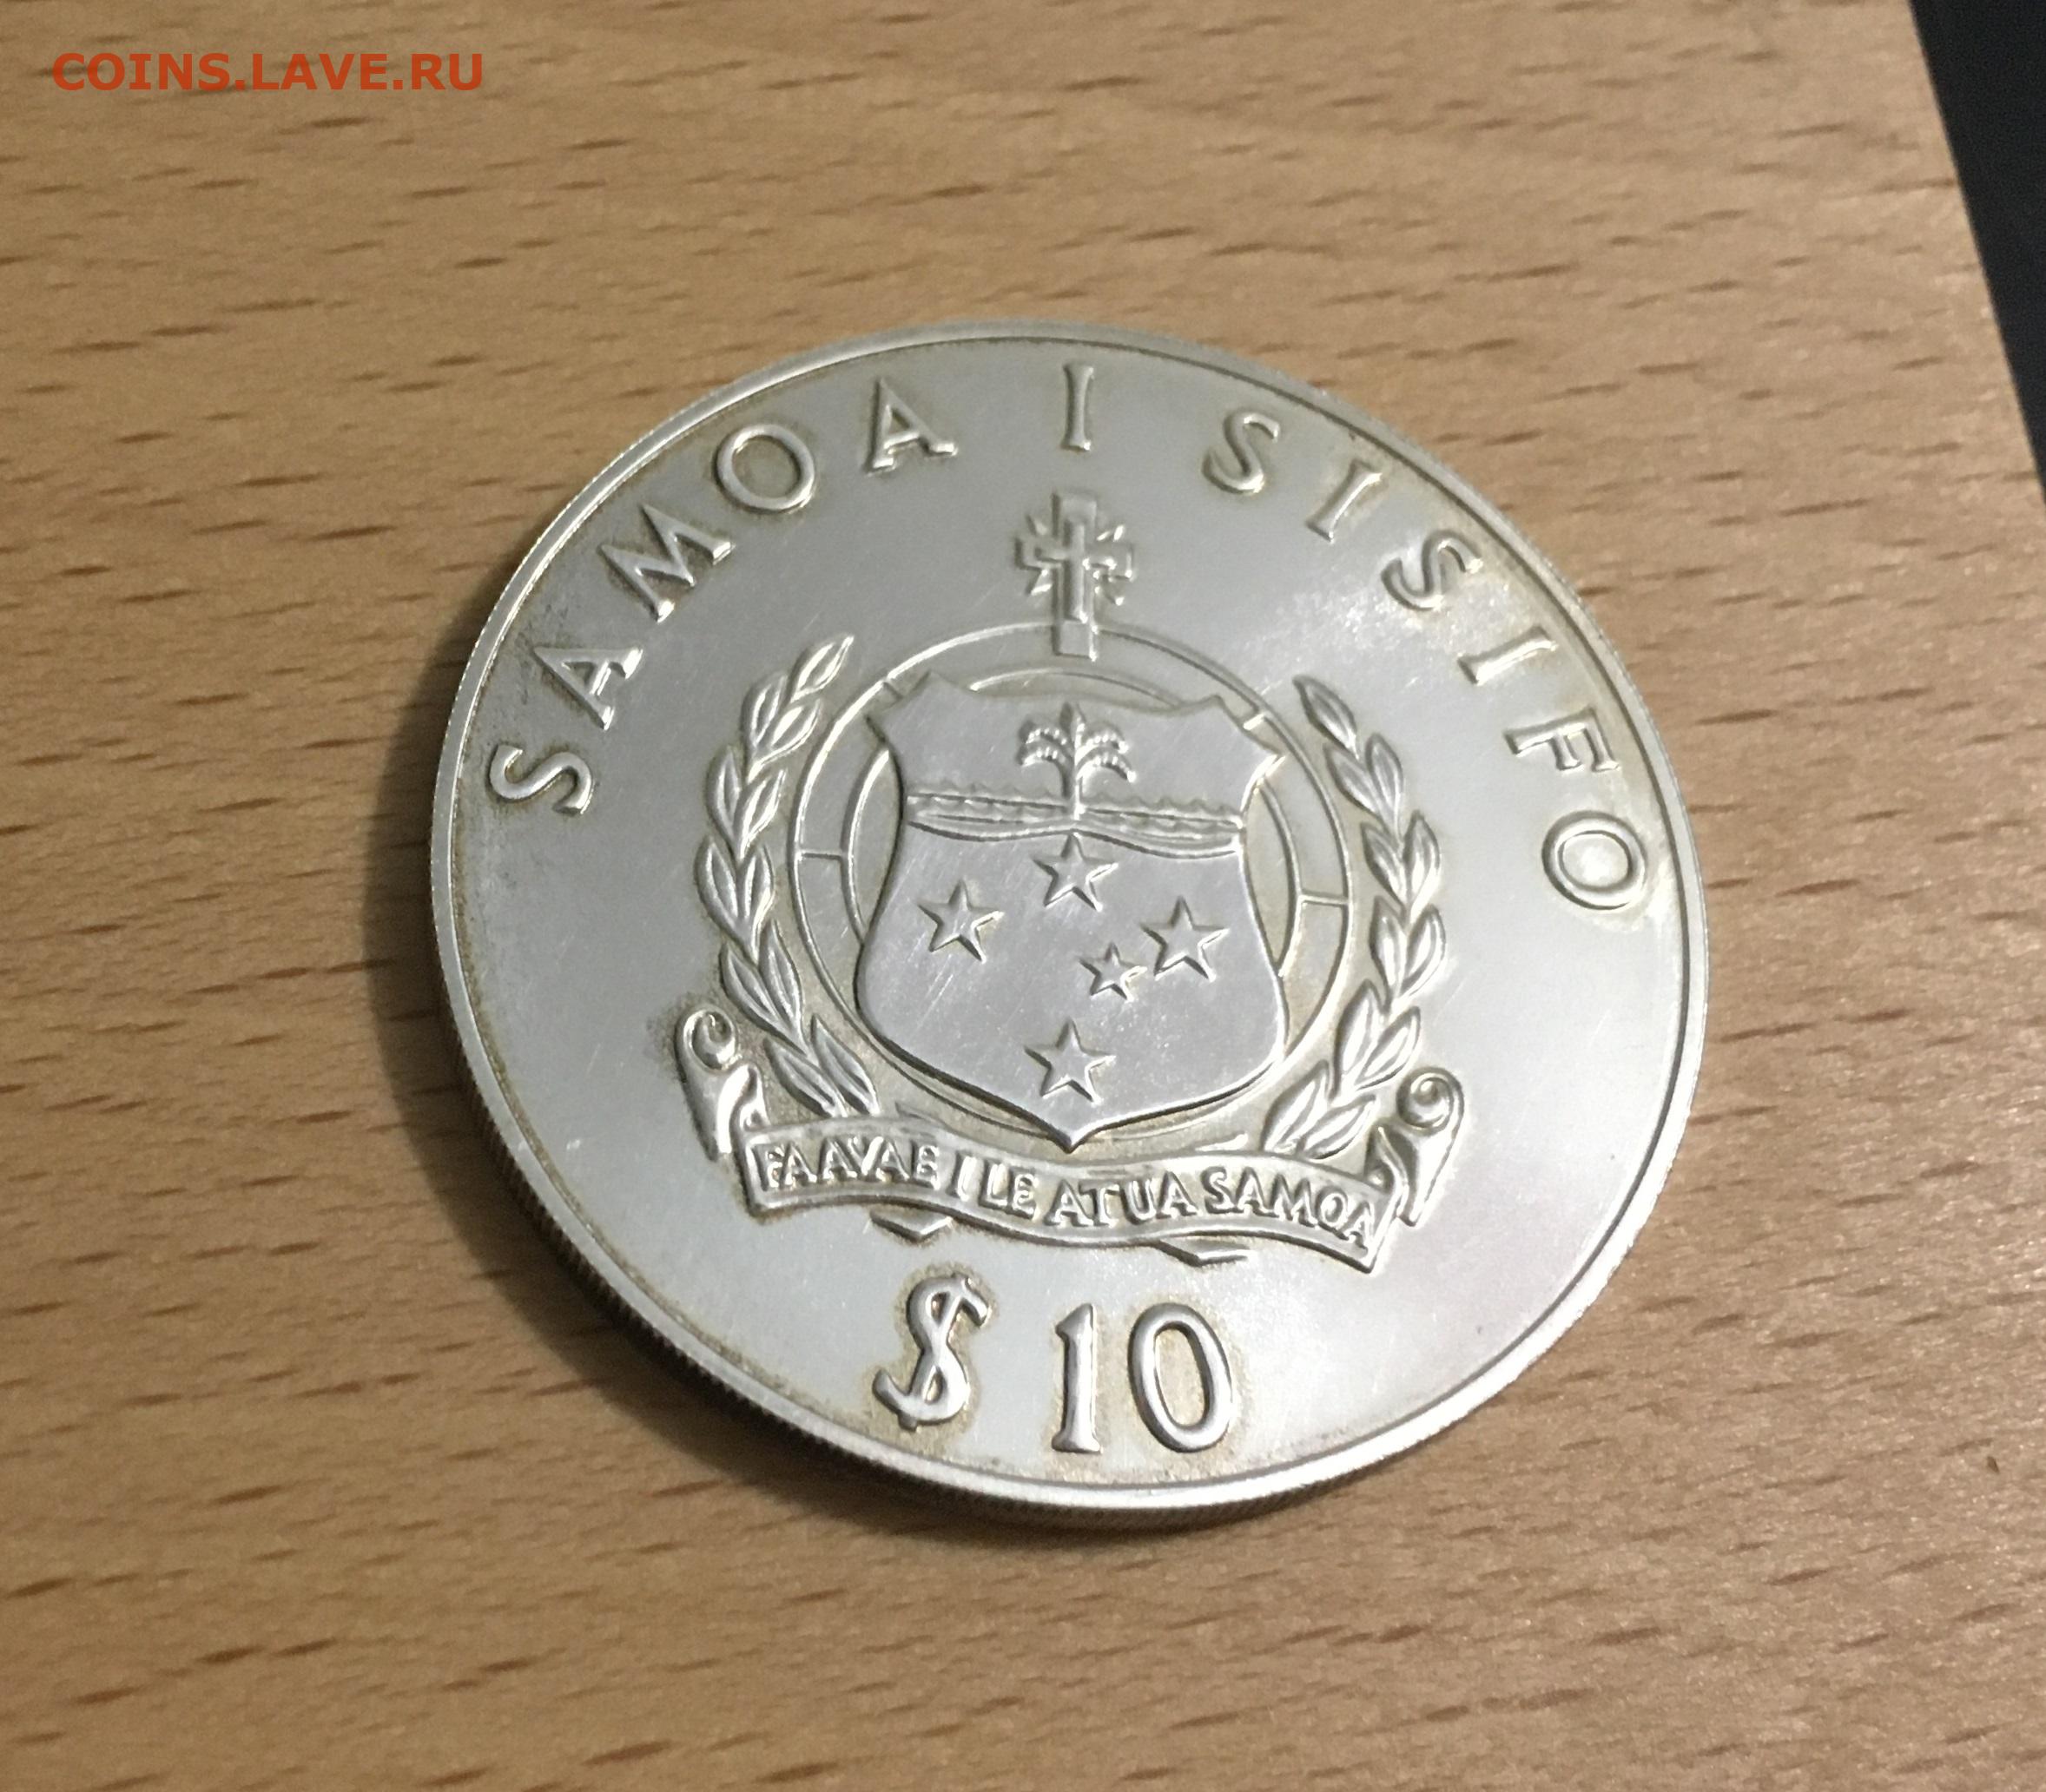 COINS.LAVE.RU
SAMOA I SISIFO
FAAVAE I LE ATUA SAMOA
$10